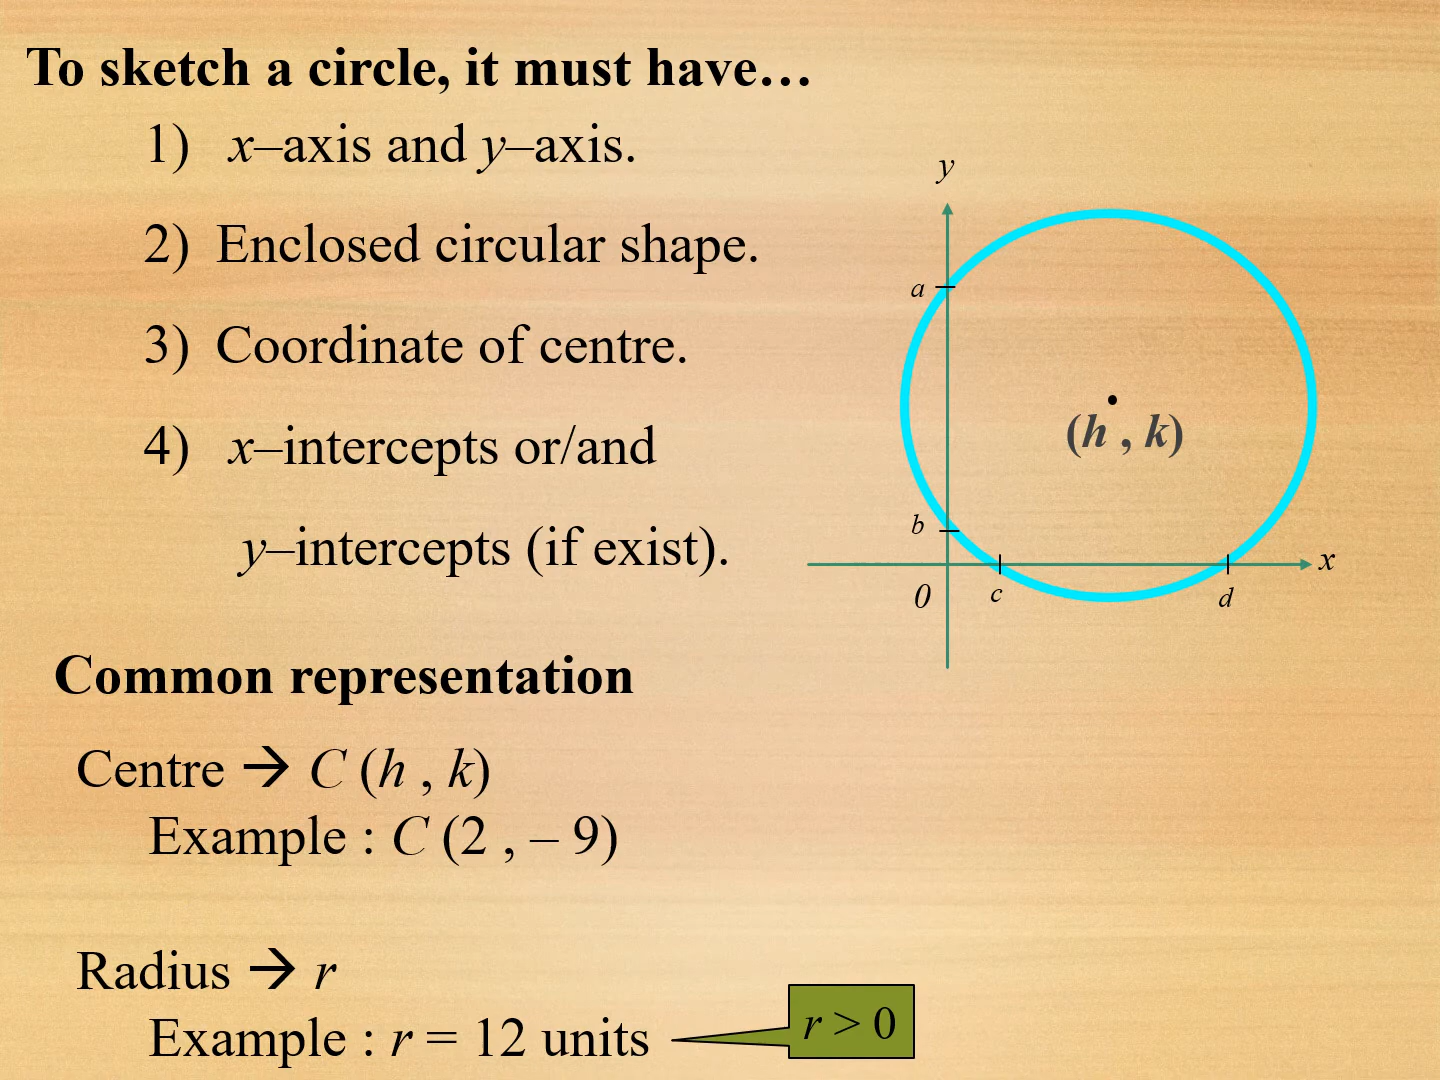 To sketch a circle, it must have…
1) x–axis and y–axis.
2) Enclosed circular shape.
3) Coordinate of centre.
4) x–intercepts or/and
y–intercepts (if exist).
y
a
(h , k)
b
x
0
c
d
Common representation
Centre → C (h , k)
Example : C (2 , – 9)
Radius → r
Example : r = 12 units
r > 0